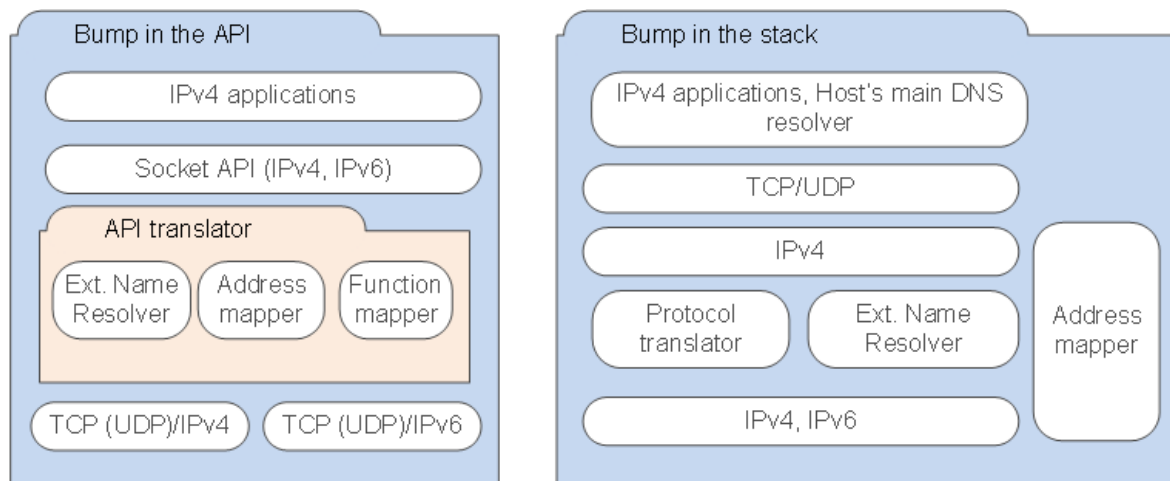 Bump in the API
IPv4 applications
Socket API (IPv4, IPv6)
API translator
Ext. Name
Resolver
Address
mapper
Function
mapper
TCP (UDP)/IPv4
TCP (UDP)/IPv6
Bump in the stack
IPv4 applications, Host's main DNS
resolver
TCP/UDP
IPv4
Protocol
translator
Ext. Name
Resolver
Address
mapper
IPv4, IPv6